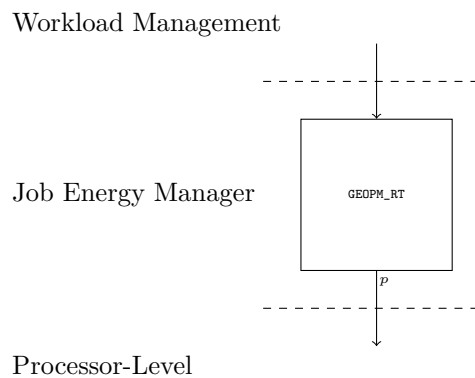 Workload Management
Job Energy Manager
GEOPM_RT
p
Processor-Level